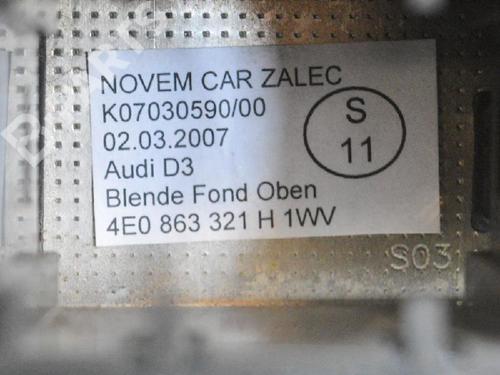 NOVEM CAR ZALEC
K07030590/00
02.03.2007
Audi D3
Blende Fond Oben
4E0 863 321 H 1WV
S
11
S03